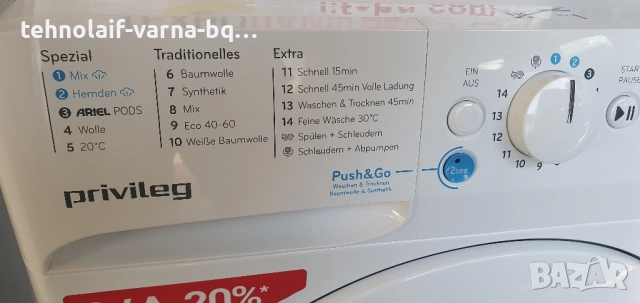 tehnolaif-varna-bg...
Spezial
1 Mix
2 Hemden
3 ARIEL PODS
4 Wolle
5 20°C
Traditionelles
6 Baumwolle
7 Synthetik
8 Mix
9 Eco 40-60
10 Weiße Baumwolle
Extra
11 Schnell 15min
12 Schnell 45min Volle Ladung
13 Waschen & Trocknen 45min
14 Feine Wäsche 30°C
Spülen + Schleudern
Schleudern + Abpumpen
EIN
AUS
1
2
3
14
13
12
11
10
9
START
PAUSE
Push&Go
Waschen & Trocknen
Baumwolle & Synthetik
privileg
20%*
BAZAR